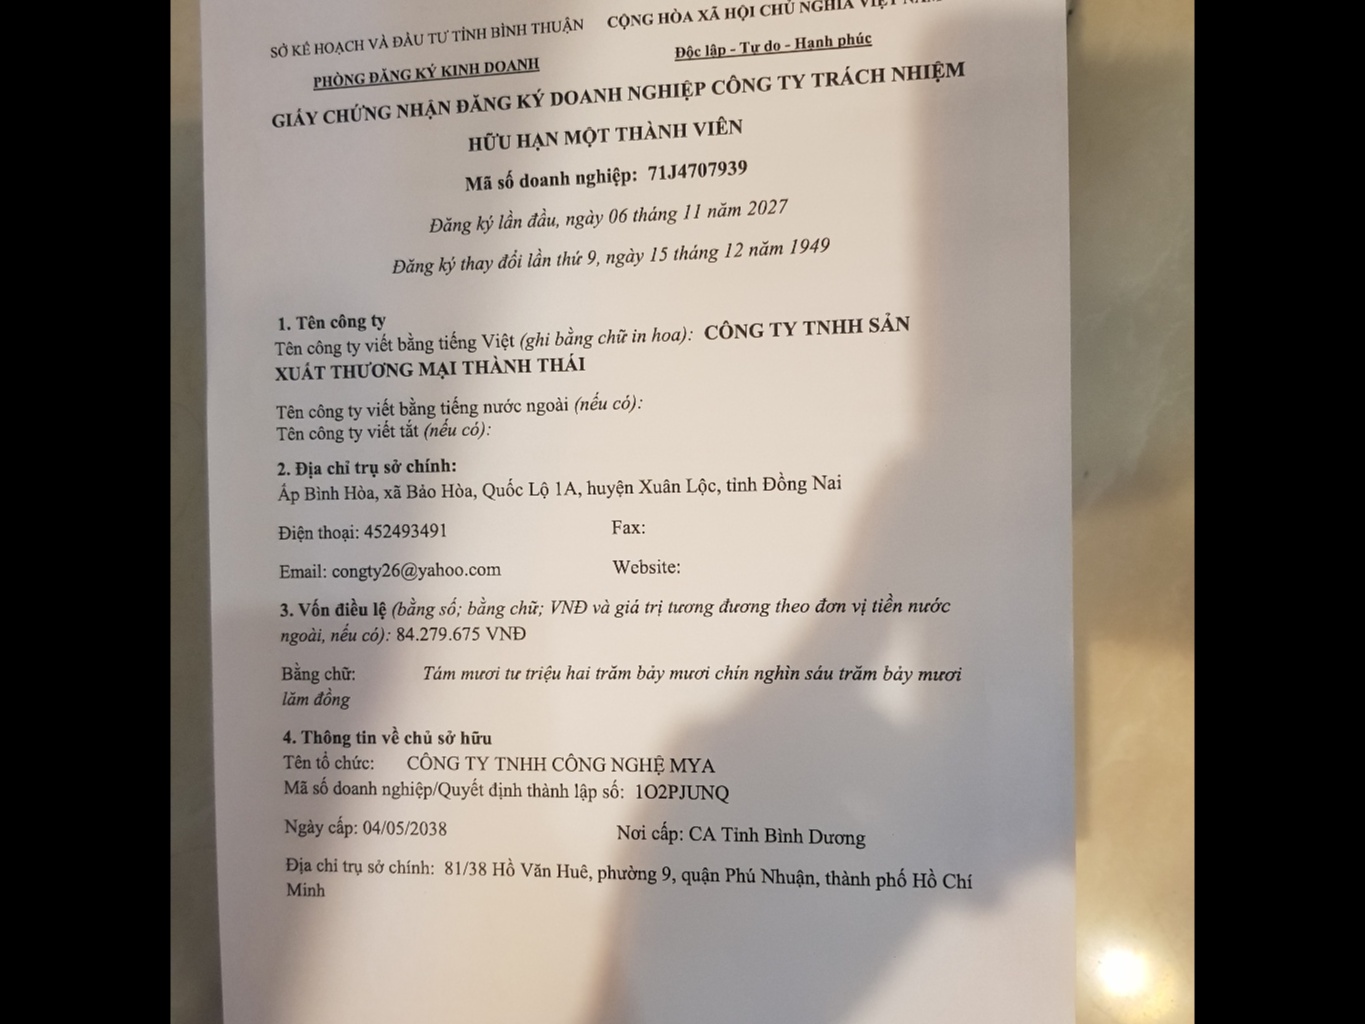 SỞ KẾ HOẠCH VÀ ĐẦU TƯ TỈNH BÌNH THUẬN CỘNG HÒA XÃ HỘI CHỦ NGHĨA VIỆT NAM
PHÒNG ĐĂNG KÝ KINH DOANH Độc lập - Tự do - Hạnh phúc
GIẤY CHỨNG NHẬN ĐĂNG KÝ DOANH NGHIỆP CÔNG TY TRÁCH NHIỆM
HỮU HẠN MỘT THÀNH VIÊN
Mã số doanh nghiệp: 71J4707939
Đăng ký lần đầu, ngày 06 tháng 11 năm 2027
Đăng ký thay đổi lần thứ 9, ngày 15 tháng 12 năm 1949
1. Tên công ty
Tên công ty viết bằng tiếng Việt (ghi bằng chữ in hoa): CÔNG TY TNHH SẢN
XUẤT THƯƠNG MẠI THÀNH THÁI
Tên công ty viết bằng tiếng nước ngoài (nếu có):
Tên công ty viết tắt (nếu có):
2. Địa chỉ trụ sở chính:
Ấp Bình Hòa, xã Bảo Hòa, Quốc Lộ 1A, huyện Xuân Lộc, tỉnh Đồng Nai
Điện thoại: 452493491 Fax:
Email: congty26@yahoo.com Website:
3. Vốn điều lệ (bằng số; bằng chữ; VNĐ và giá trị tương đương theo đơn vị tiền nước
ngoài, nếu có): 84.279.675 VNĐ
Bằng chữ: Tám mươi tư triệu hai trăm bảy mươi chín nghìn sáu trăm bảy mươi
lăm đồng
4. Thông tin về chủ sở hữu
Tên tổ chức: CÔNG TY TNHH CÔNG NGHỆ MYA
Mã số doanh nghiệp/Quyết định thành lập số: 1O2PJUNQ
Ngày cấp: 04/05/2038 Nơi cấp: CA Tỉnh Bình Dương
Địa chỉ trụ sở chính: 81/38 Hồ Văn Huê, phường 9, quận Phú Nhuận, thành phố Hồ Chí
Minh